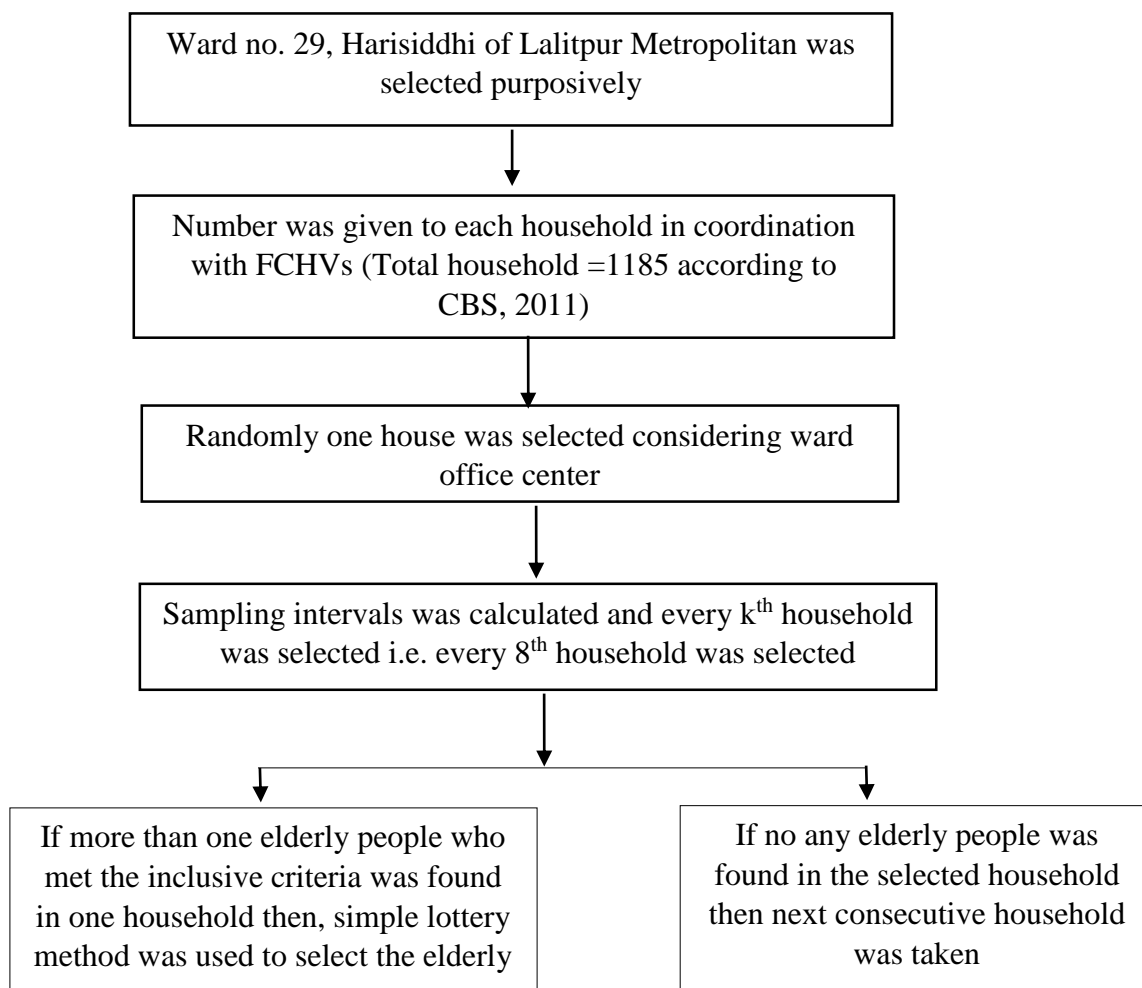 Ward no. 29, Harisiddhi of Lalitpur Metropolitan was
selected purposively
Number was given to each household in coordination
with FCHVs (Total household =1185 according to
CBS, 2011)
Randomly one house was selected considering ward
office center
Sampling intervals was calculated and every kth household
was selected i.e. every 8th household was selected
If more than one elderly people who
met the inclusive criteria was found
in one household then, simple lottery
method was used to select the elderly
If no any elderly people was
found in the selected household
then next consecutive household
was taken